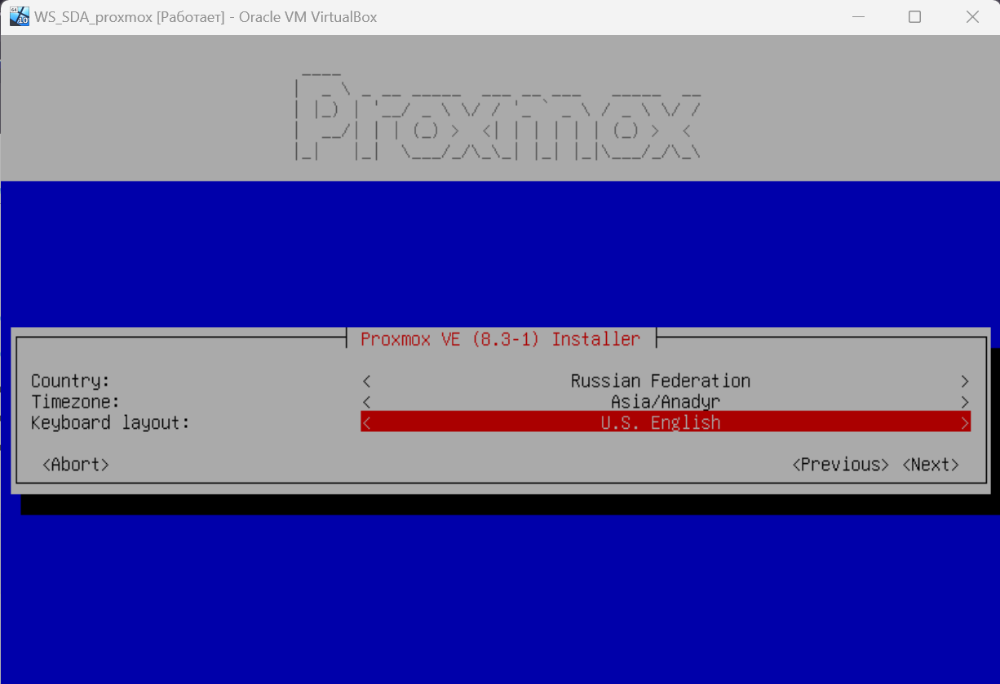 WS_SDA_proxmox [Работает] - Oracle VM VirtualBox
Proxmox
Proxmox VE (8.3-1) Installer
Country: < Russian Federation >
Timezone: < Asia/Anadyr >
Keyboard layout: < U.S. English >
<Abort> <Previous> <Next>